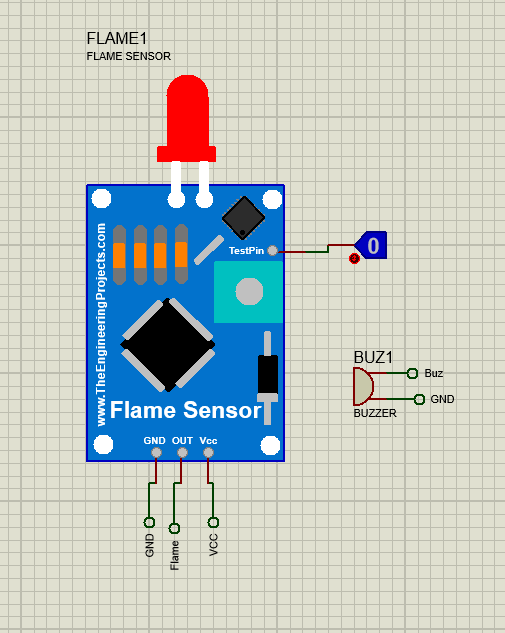 FLAME1
FLAME SENSOR
www.TheEngineeringProjects.com
TestPin
0
Flame Sensor
GND OUT Vcc
GND
Flame
VCC
BUZ1
Buz
GND
BUZZER